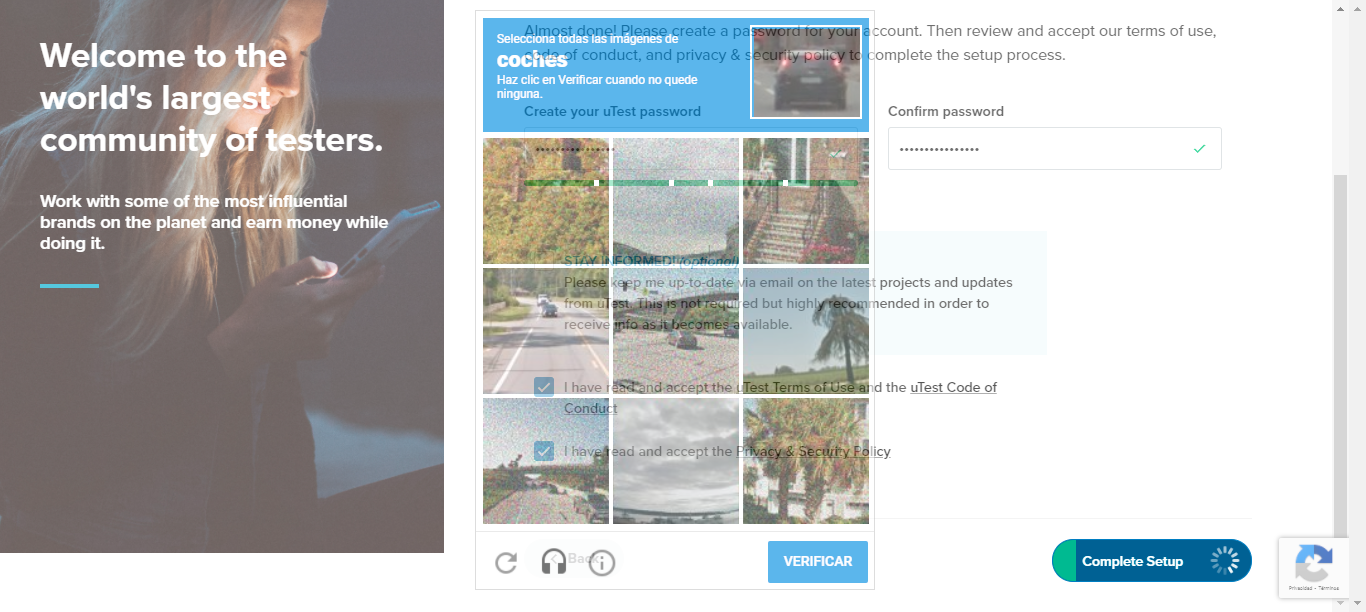 Welcome to the
world's largest
community of testers.
Work with some of the most influential
brands on the planet and earn money while
doing it.
Almost done! Please create a password for your account. Then review and accept our terms of use,
code of conduct, and privacy & security policy to complete the setup process.
Selecciona todas las imágenes de
coches
Haz clic en Verificar cuando no quede
ninguna.
Create your uTest password
Confirm password
STAY INFORMED! (optional)
Please keep me up-to-date via email on the latest projects and updates
from uTest. This is not required but highly recommended in order to
receive info as it becomes available.
I have read and accept the uTest Terms of Use and the uTest Code of
Conduct
I have read and accept the Privacy & Security Policy
Back
VERIFICAR
Complete Setup
Privacidad - Términos